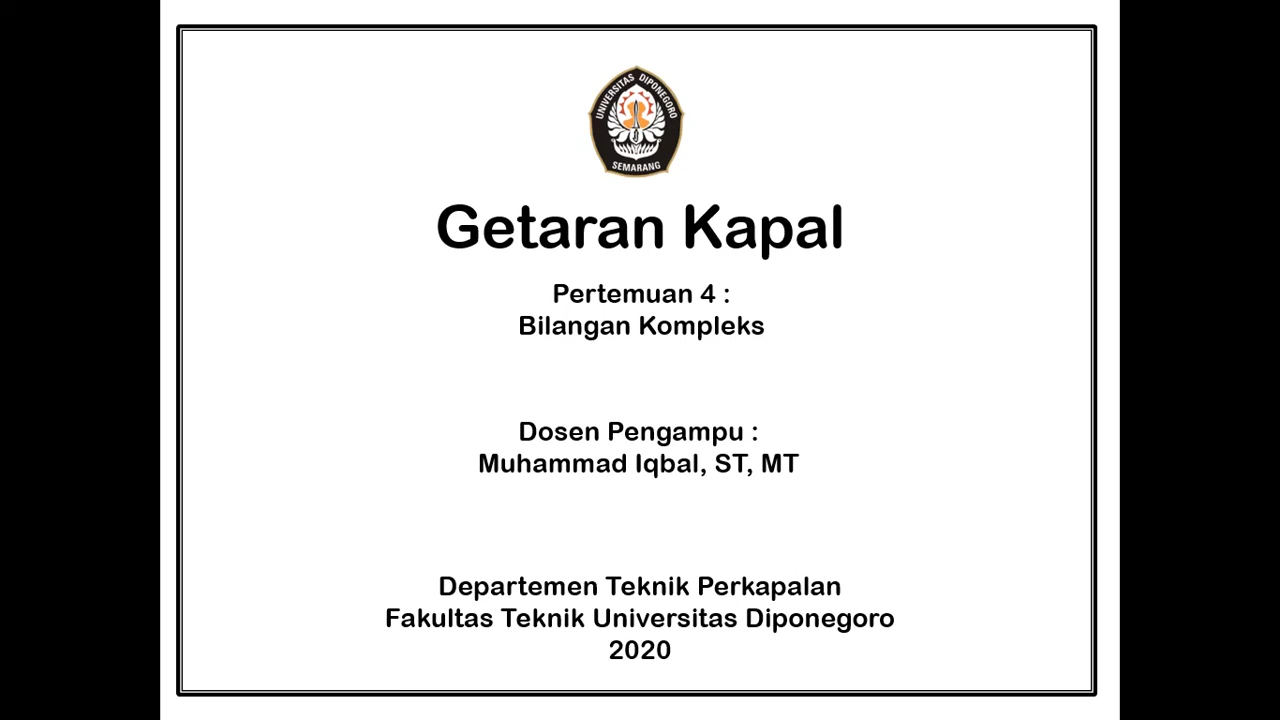 UNIVERSITAS DIPONEGORO
SEMARANG
Getaran Kapal
Pertemuan 4 :
Bilangan Kompleks
Dosen Pengampu :
Muhammad Iqbal, ST, MT
Departemen Teknik Perkapalan
Fakultas Teknik Universitas Diponegoro
2020